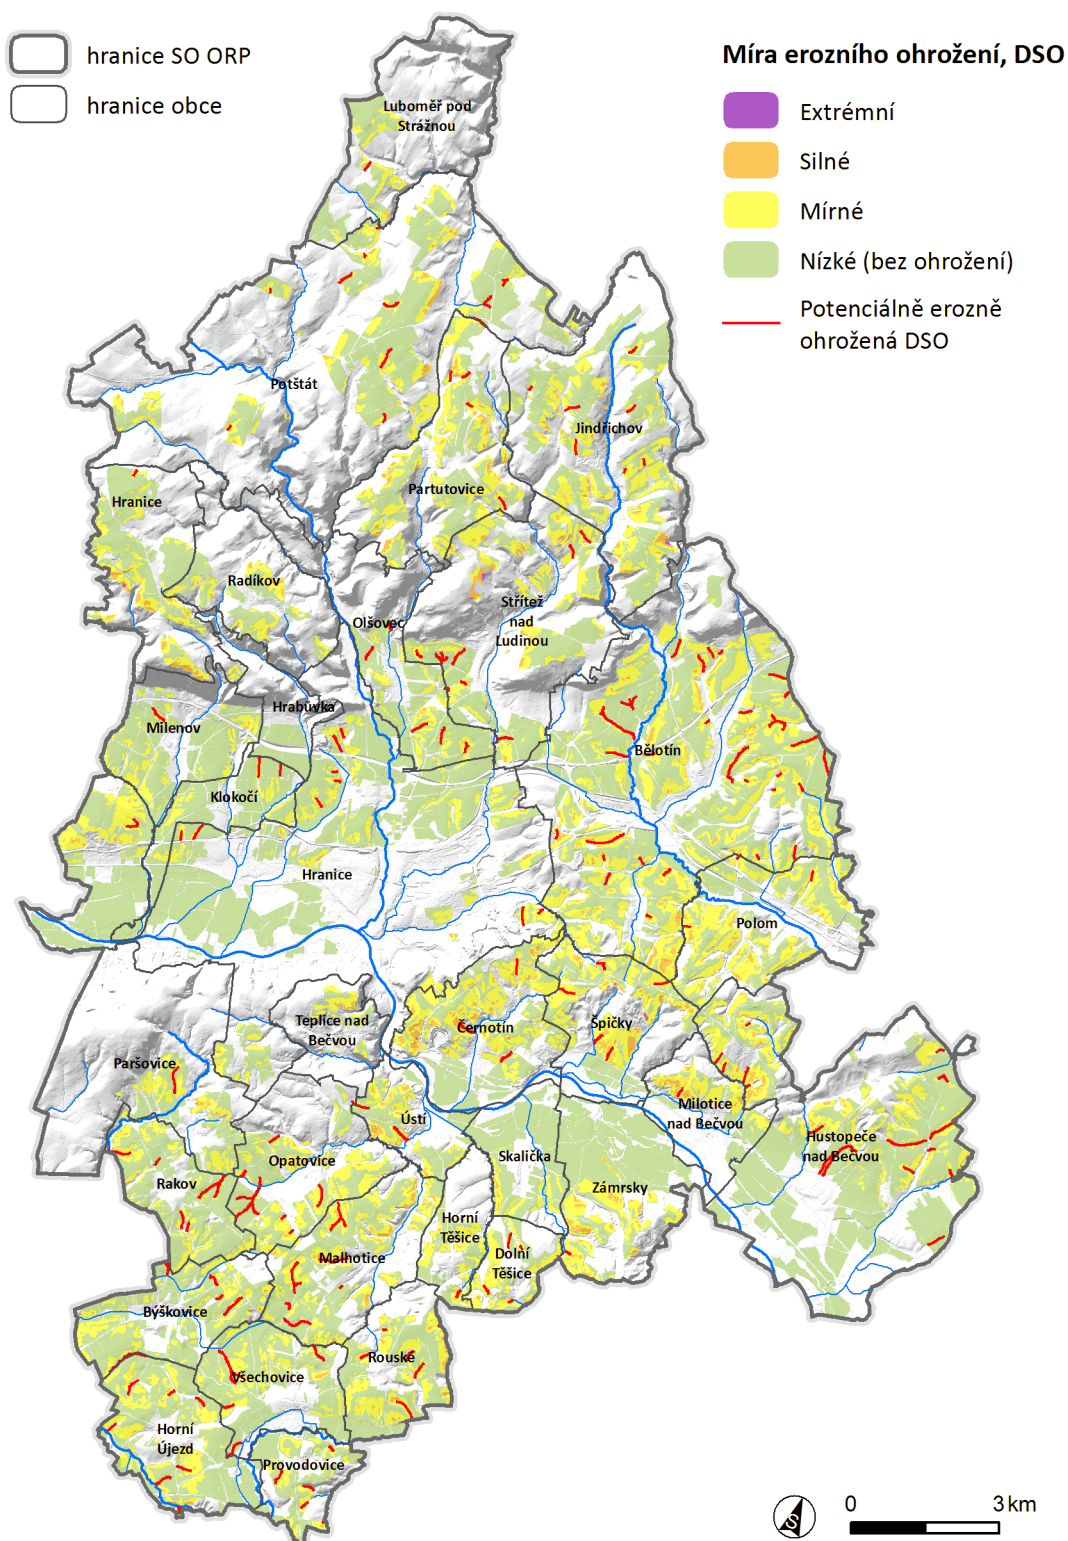 hranice SO ORP
hranice obce
Míra erozního ohrožení, DSO
Extrémní
Silné
Mírné
Nízké (bez ohrožení)
Potenciálně erozně
ohrožená DSO
Luboměř pod
Strážnou
Potštát
Jindřichov
Partutovice
Hranice
Radíkov
Olšovec
Střítež
nad
Ludinou
Hrabůvka
Milenov
Bělotín
Klokočí
Hranice
Polom
Teplice nad
Bečvou
Černotín
Špičky
Paršovice
Milotice
nad Bečvou
Ústí
Hustopeče
nad Bečvou
Opatovice
Skalička
Rakov
Zámrsky
Horní
Těšice
Dolní
Těšice
Malhotice
Býškovice
Rouské
Všechovice
Horní
Újezd
Provodovice
S
0
3 km